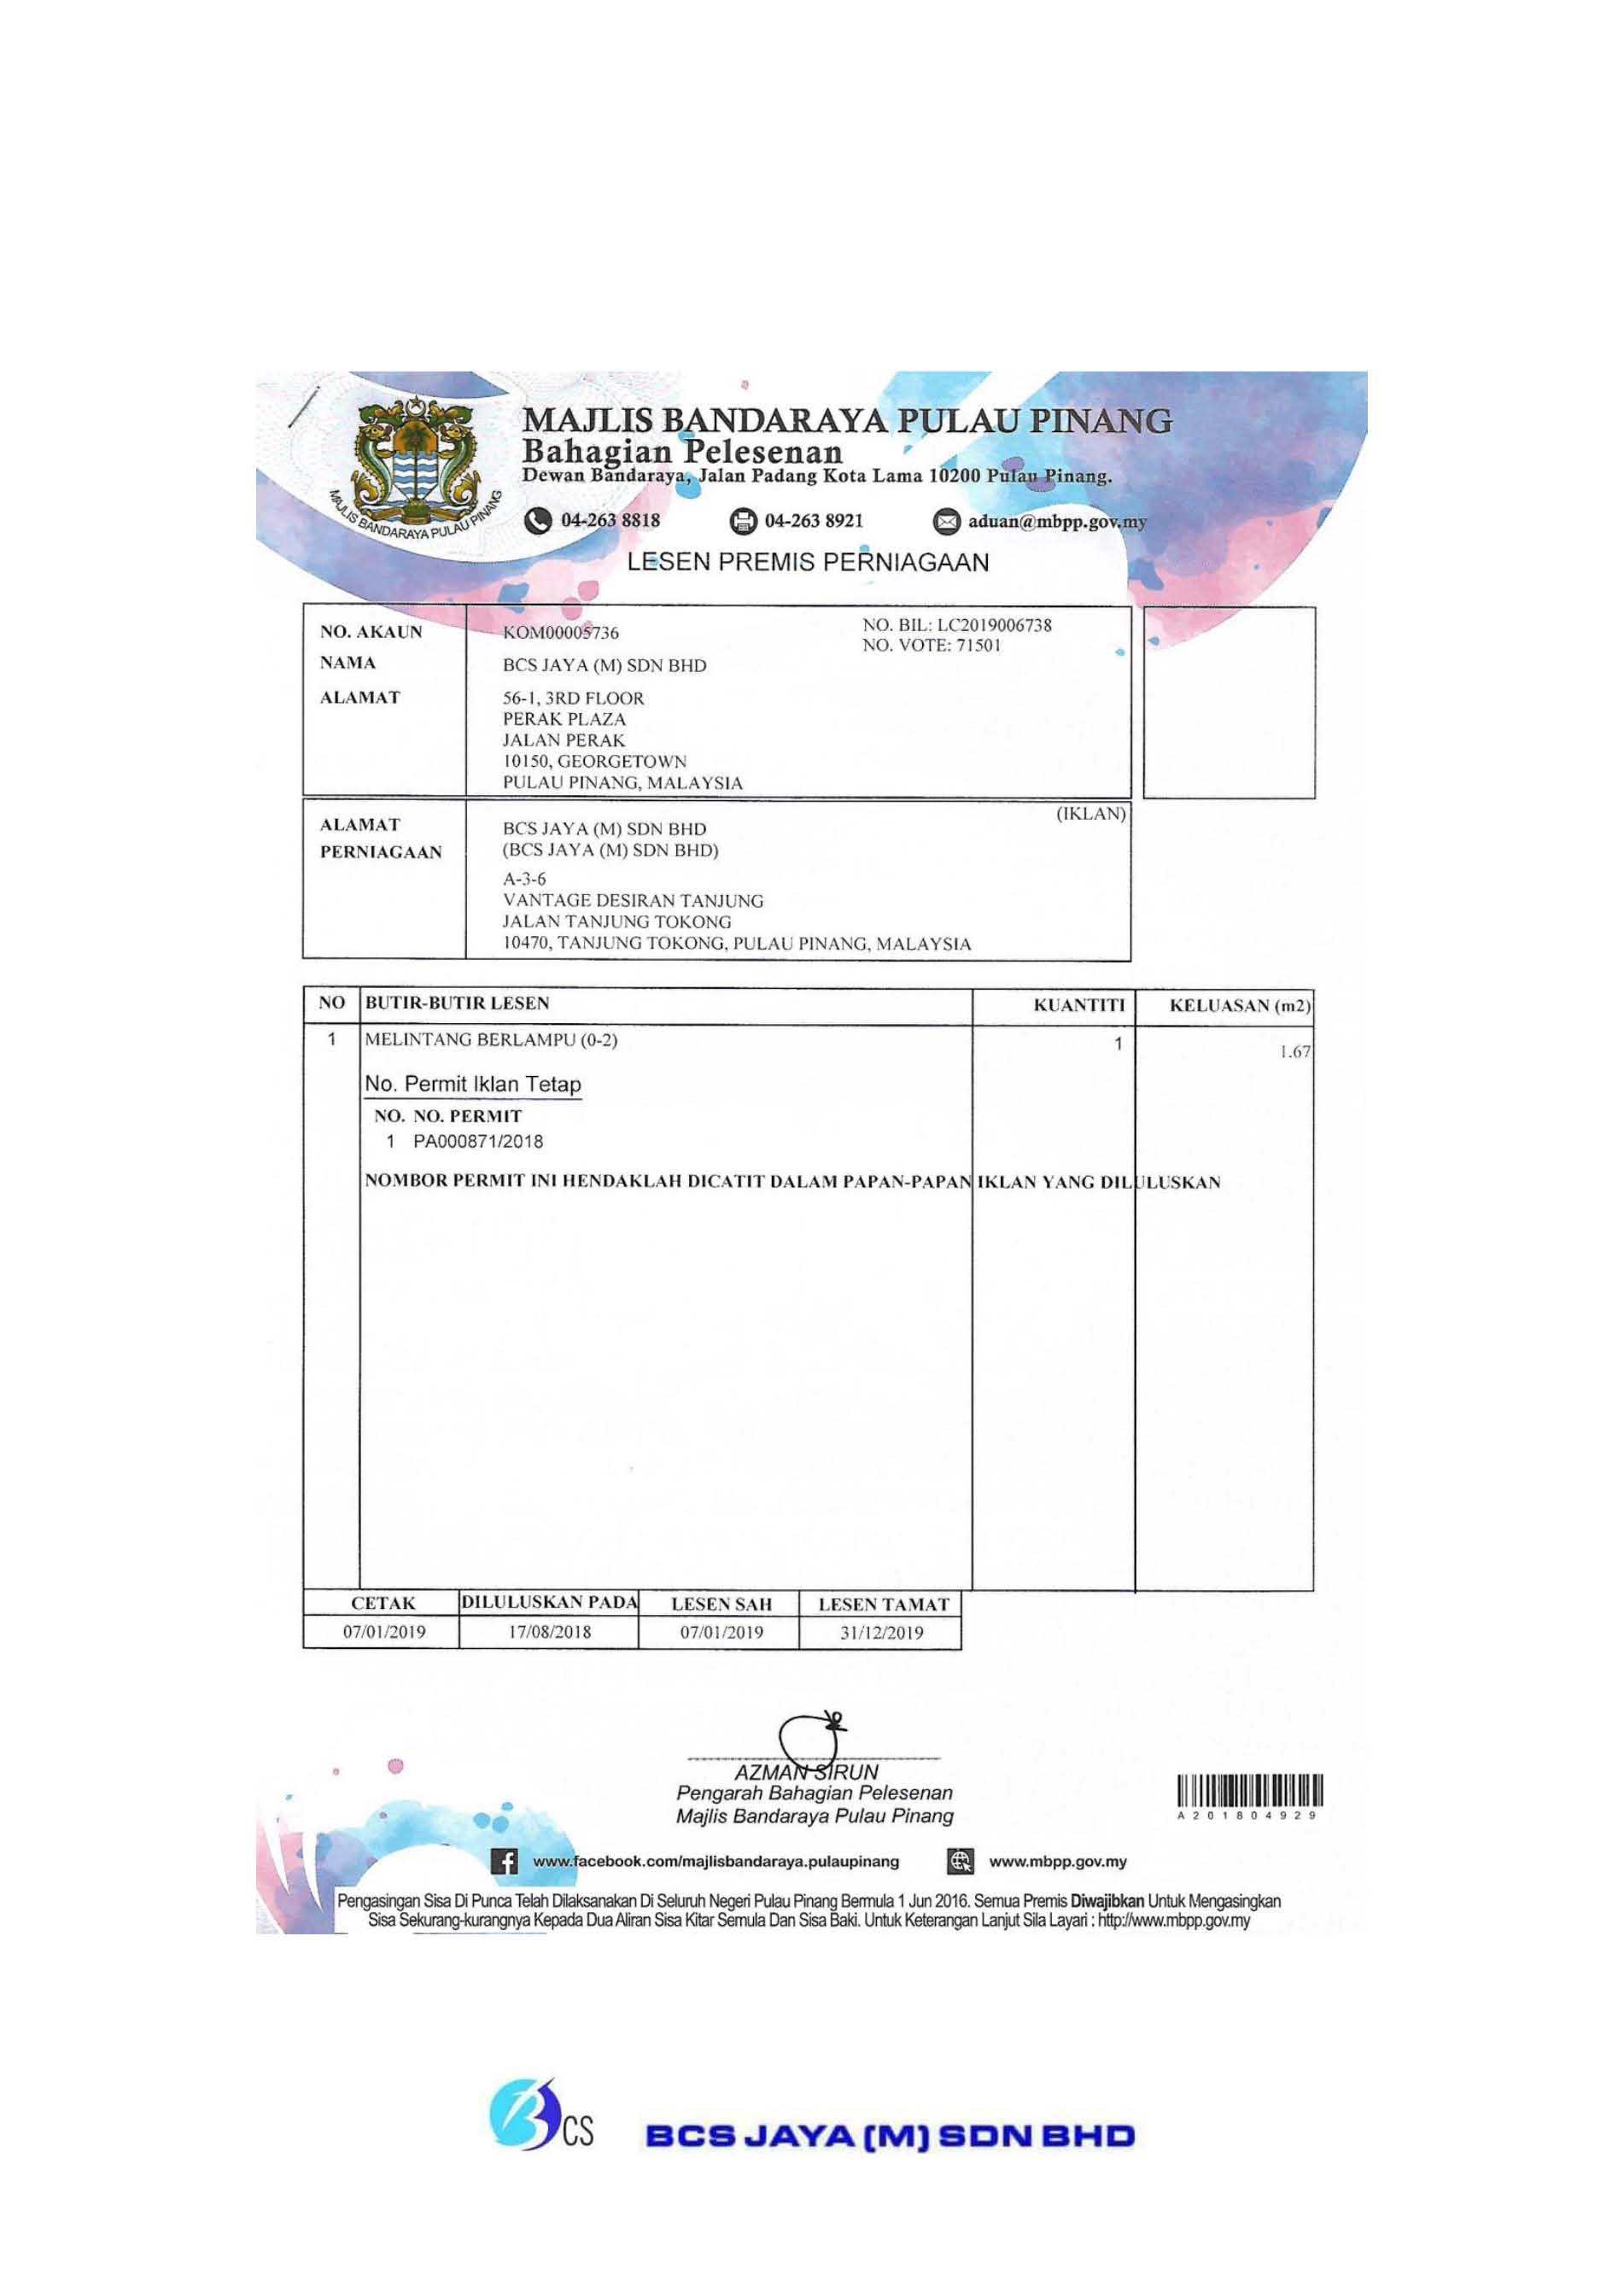 MAJLIS BANDARAYA PULAU PINANG
Bahagian Pelesenan
Dewan Bandaraya, Jalan Padang Kota Lama 10200 Pulau Pinang.
04-263 8818 04-263 8921 aduan@mbpp.gov.my
MAJLIS BANDARAYA PULAU PINANG
LESEN PREMIS PERNIAGAAN
NO. AKAUN KOM00005736 NO. BIL: LC2019006738
NO. VOTE: 71501
NAMA BCS JAYA (M) SDN BHD
ALAMAT 56-1, 3RD FLOOR
PERAK PLAZA
JALAN PERAK
10150, GEORGETOWN
PULAU PINANG, MALAYSIA
(IKLAN)
ALAMAT PERNIAGAAN BCS JAYA (M) SDN BHD
(BCS JAYA (M) SDN BHD)
A-3-6
VANTAGE DESIRAN TANJUNG
JALAN TANJUNG TOKONG
10470, TANJUNG TOKONG, PULAU PINANG, MALAYSIA
NO BUTIR-BUTIR LESEN KUANTITI KELUASAN (m2)
1 MELINTANG BERLAMPU (0-2) 1 1.67
No. Permit Iklan Tetap
NO. NO. PERMIT
1 PA000871/2018
NOMBOR PERMIT INI HENDAKLAH DICATIT DALAM PAPAN-PAPAN IKLAN YANG DILULUSKAN
CETAK DILULUSKAN PADA LESEN SAH LESEN TAMAT
07/01/2019 17/08/2018 07/01/2019 31/12/2019
AZMAN SIRUN
Pengarah Bahagian Pelesenan
Majlis Bandaraya Pulau Pinang
A201804929
www.facebook.com/majlisbandaraya.pulaupinang www.mbpp.gov.my
Pengasingan Sisa Di Punca Telah Dilaksanakan Di Seluruh Negeri Pulau Pinang Bermula 1 Jun 2016. Semua Premis Diwajibkan Untuk Mengasingkan
Sisa Sekurang-kurangnya Kepada Dua Aliran Sisa Kitar Semula Dan Sisa Baki. Untuk Keterangan Lanjut Sila Layari : http://www.mbpp.gov.my
BCS BCS JAYA (M) SDN BHD